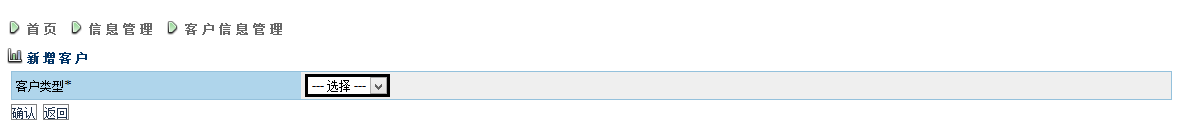 首页 信息管理 客户信息管理
新增客户
客户类型* --- 选择 ---
确认 返回